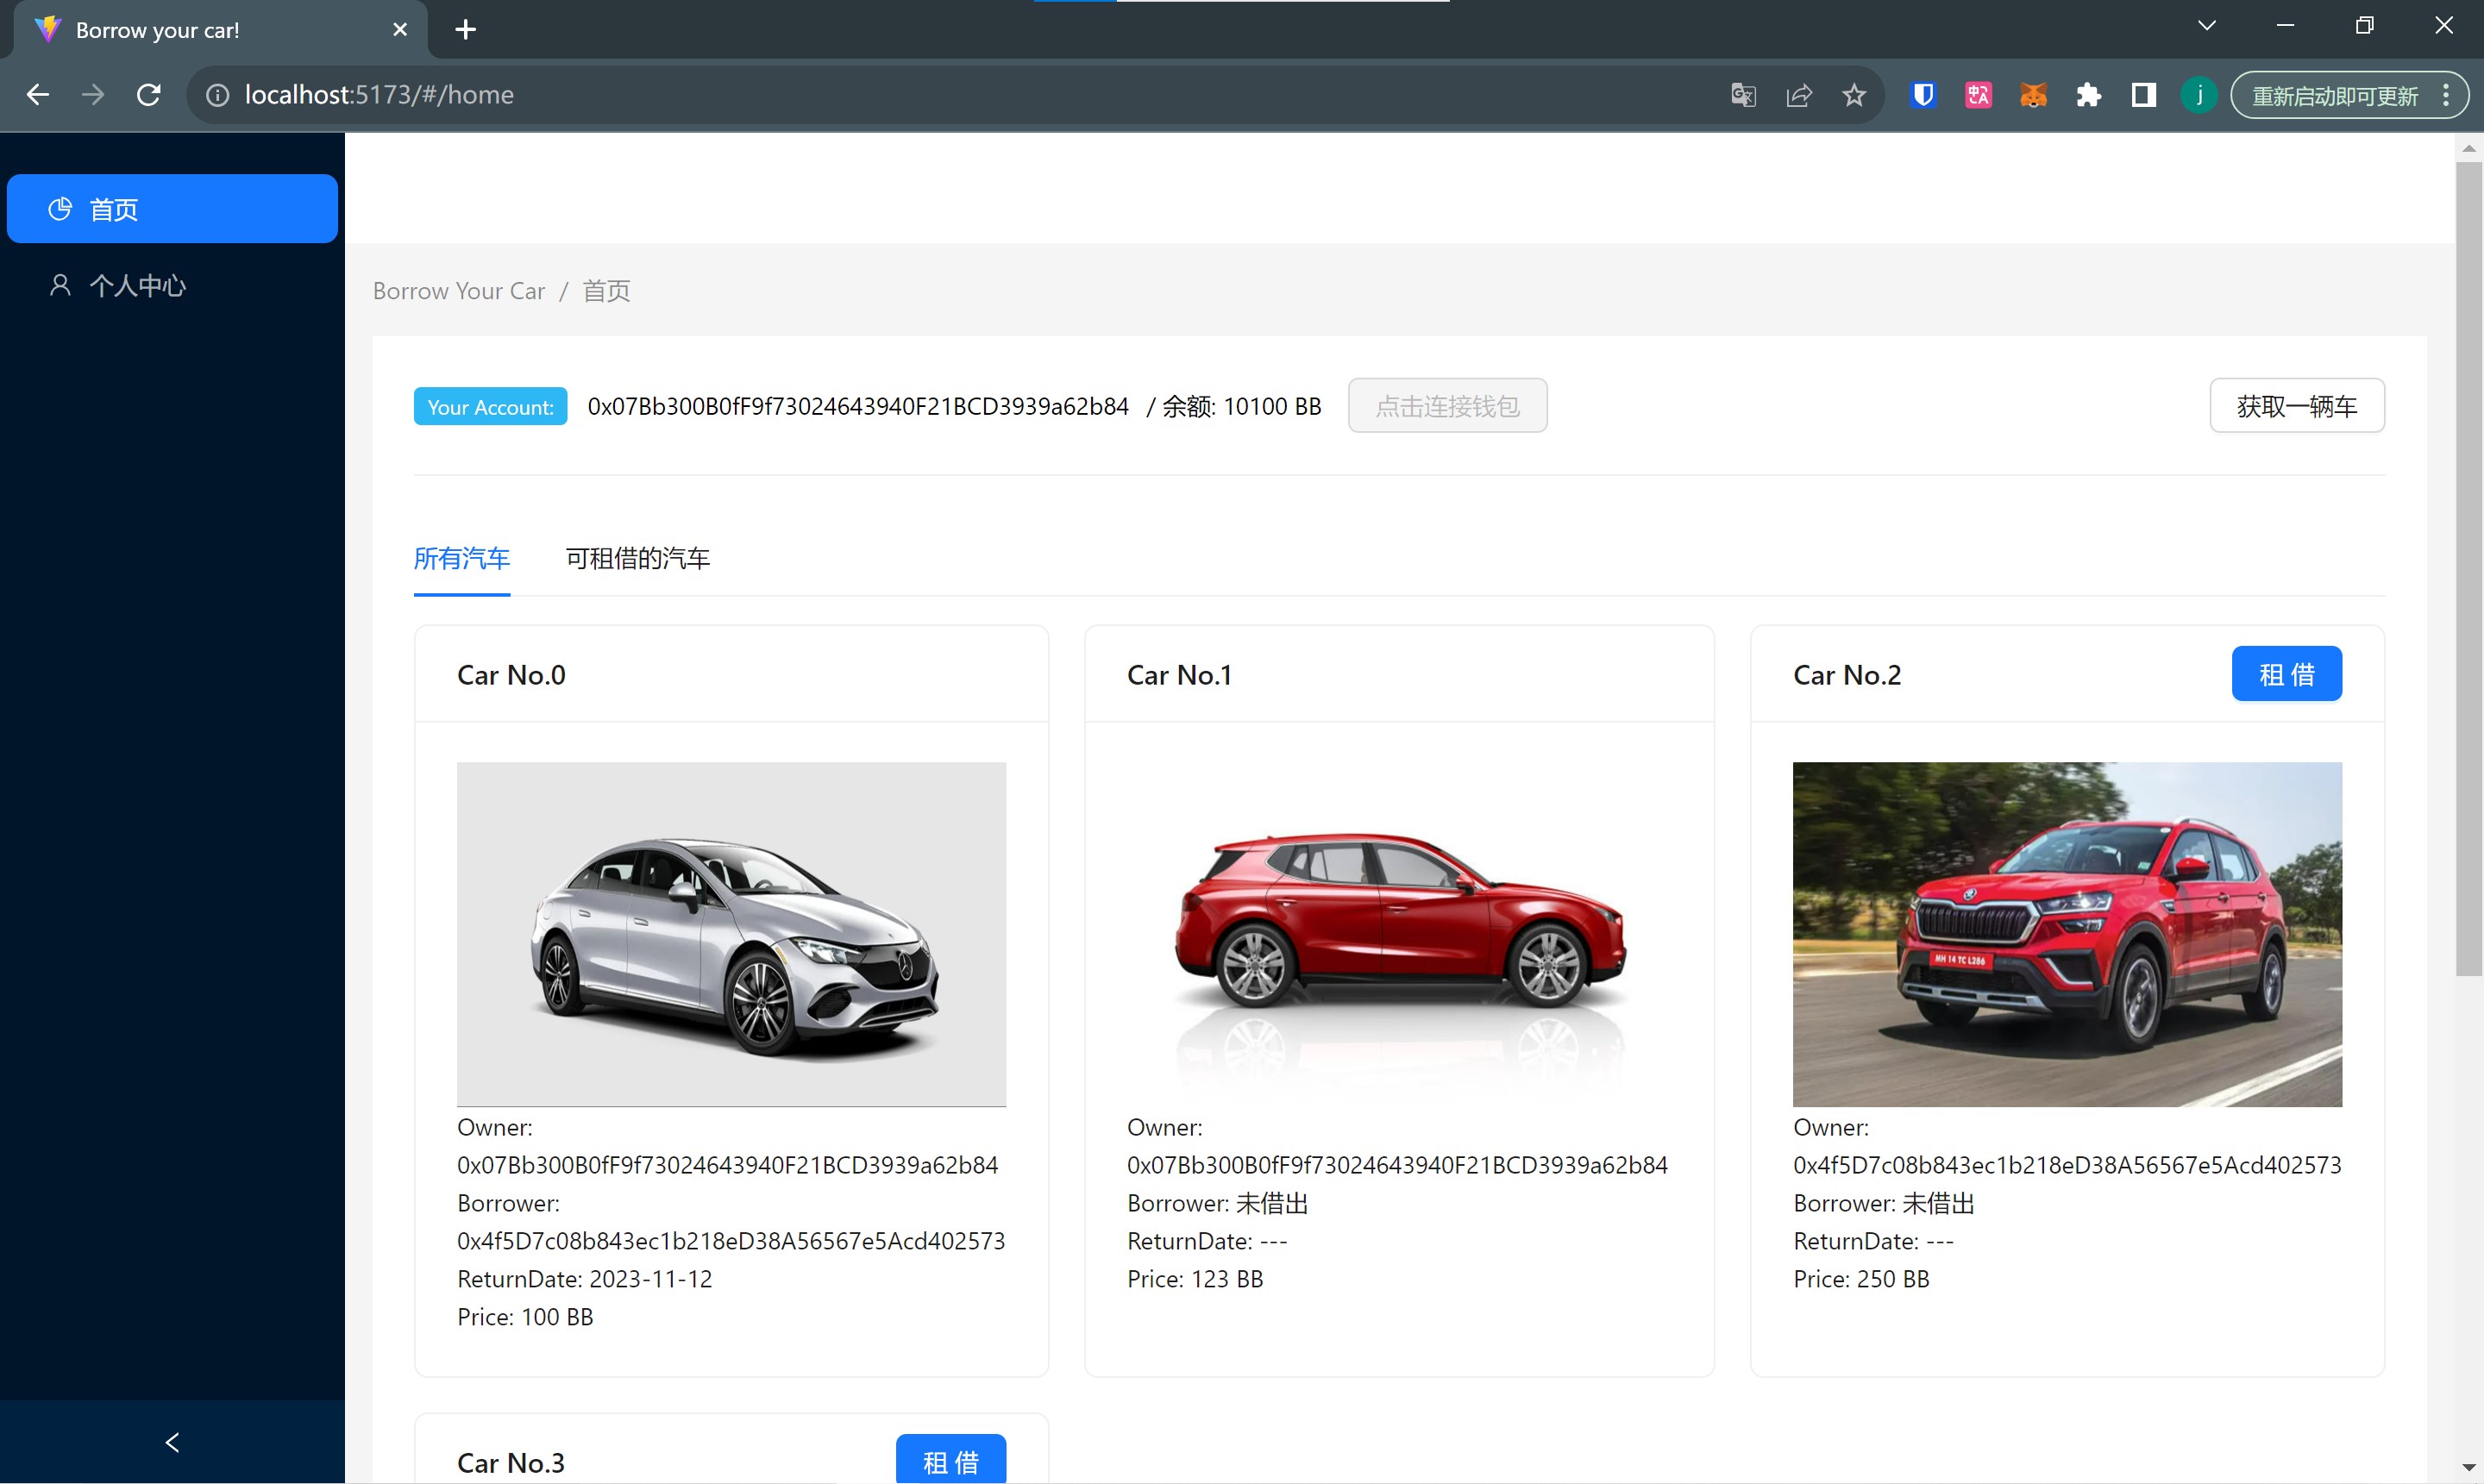 Borrow your car!
localhost:5173/#/home
j
重新启动即可更新
首页
个人中心
Borrow Your Car / 首页
Your Account: 0x07Bb300B0fF9f73024643940F21BCD3939a62b84 / 余额: 10100 BB 点击连接钱包 获取一辆车
所有汽车 可租借的汽车
Car No.0
Owner:
0x07Bb300B0fF9f73024643940F21BCD3939a62b84
Borrower:
0x4f5D7c08b843ec1b218eD38A56567e5Acd402573
ReturnDate: 2023-11-12
Price: 100 BB
Car No.1
Owner:
0x07Bb300B0fF9f73024643940F21BCD3939a62b84
Borrower: 未借出
ReturnDate: ---
Price: 123 BB
Car No.2 租 借
MH 14 TC L286
Owner:
0x4f5D7c08b843ec1b218eD38A56567e5Acd402573
Borrower: 未借出
ReturnDate: ---
Price: 250 BB
Car No.3 租 借